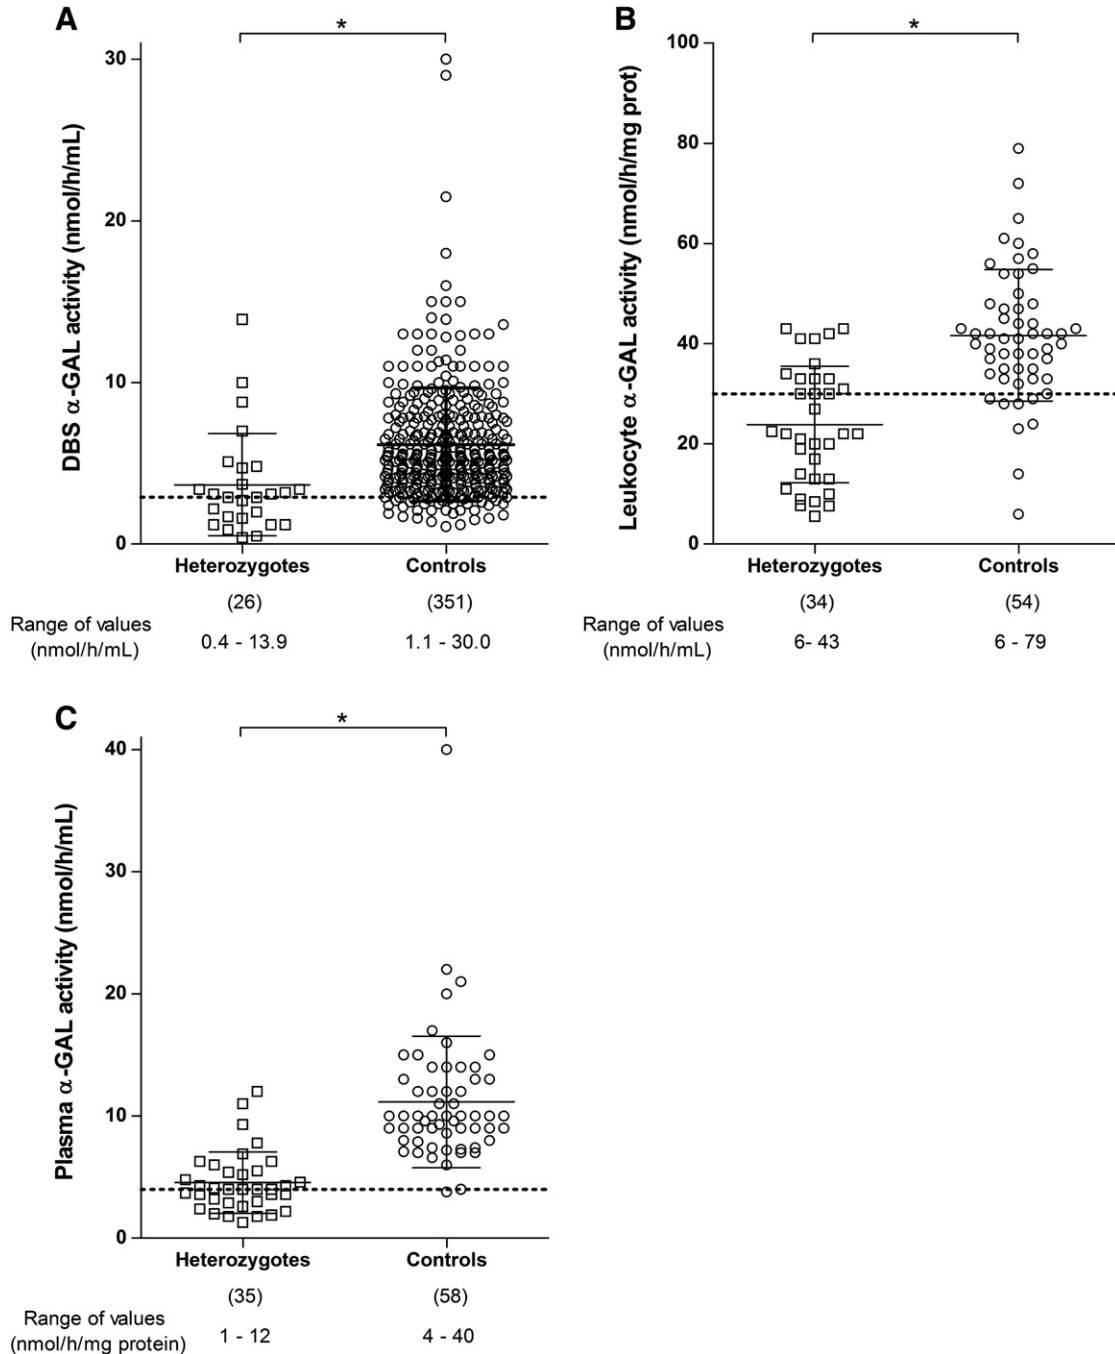 A
*
DBS α-GAL activity (nmol/h/mL)
30
20
10
0
Heterozygotes Controls
(26) (351)
Range of values
(nmol/h/mL) 0.4 - 13.9 1.1 - 30.0
B
*
Leukocyte α-GAL activity (nmol/h/mg prot)
100
80
60
40
20
0
Heterozygotes Controls
(34) (54)
Range of values
(nmol/h/mL) 6- 43 6 - 79
C
*
Plasma α-GAL activity (nmol/h/mL)
40
30
20
10
0
Heterozygotes Controls
(35) (58)
Range of values
(nmol/h/mg protein) 1 - 12 4 - 40